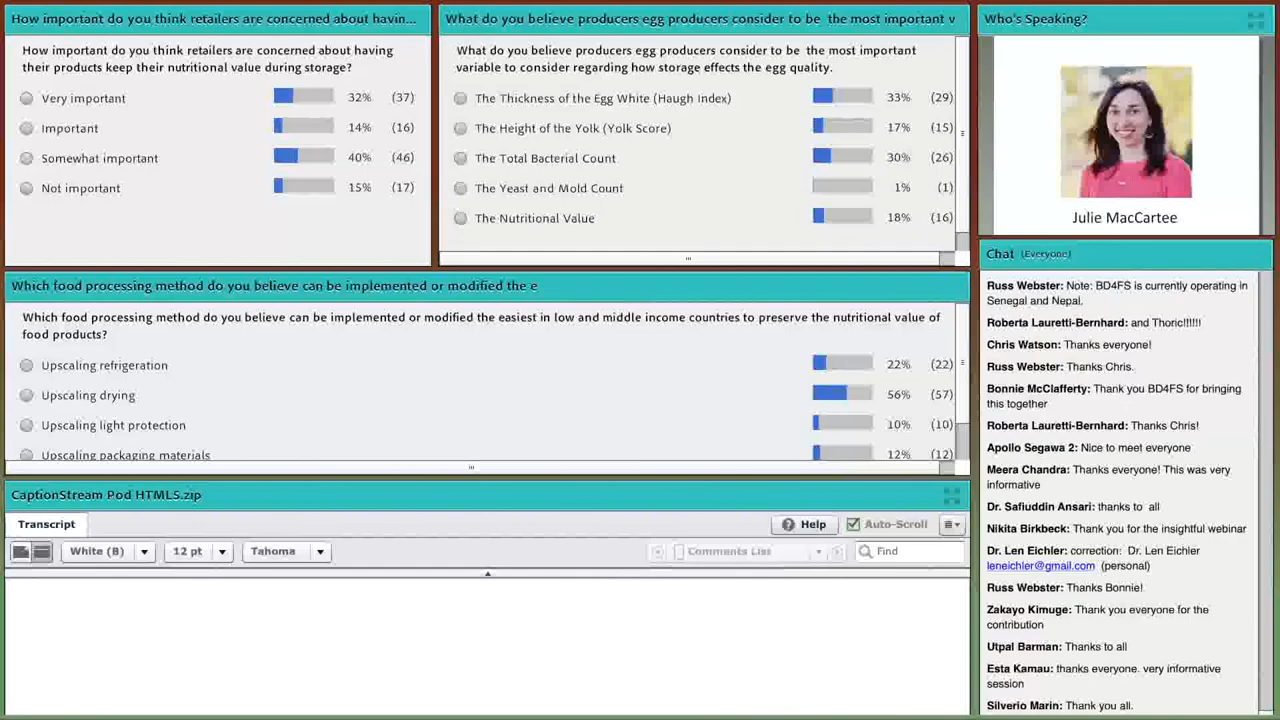 How important do you think retailers are concerned about havin...
How important do you think retailers are concerned about having
their products keep their nutritional value during storage?
Very important 32% (37)
Important 14% (16)
Somewhat important 40% (46)
Not important 15% (17)
What do you believe producers egg producers consider to be the most important v
What do you believe producers egg producers consider to be the most important
variable to consider regarding how storage effects the egg quality.
The Thickness of the Egg White (Haugh Index) 33% (29)
The Height of the Yolk (Yolk Score) 17% (15)
The Total Bacterial Count 30% (26)
The Yeast and Mold Count 1% (1)
The Nutritional Value 18% (16)
Which food processing method do you believe can be implemented or modified the e
Which food processing method do you believe can be implemented or modified the easiest in low and middle income countries to preserve the nutritional value of
food products?
Upscaling refrigeration 22% (22)
Upscaling drying 56% (57)
Upscaling light protection 10% (10)
Upscaling packaging materials 12% (12)
CaptionStream Pod HTML5.zip
Transcript Help Auto-Scroll
White (B) 12 pt Tahoma Comments List Find
Who's Speaking?
Julie MacCartee
Chat (Everyone)
Russ Webster: Note: BD4FS is currently operating in
Senegal and Nepal.
Roberta Lauretti-Bernhard: and Thoric!!!!!!
Chris Watson: Thanks everyone!
Russ Webster: Thanks Chris.
Bonnie McClafferty: Thank you BD4FS for bringing
this together
Roberta Lauretti-Bernhard: Thanks Chris!
Apollo Segawa 2: Nice to meet everyone
Meera Chandra: Thanks everyone! This was very
informative
Dr. Safiuddin Ansari: thanks to all
Nikita Birkbeck: Thank you for the insightful webinar
Dr. Len Eichler: correction: Dr. Len Eichler
leneichler@gmail.com (personal)
Russ Webster: Thanks Bonnie!
Zakayo Kimuge: Thank you everyone for the
contribution
Utpal Barman: Thanks to all
Esta Kamau: thanks everyone. very informative
session
Silverio Marin: Thank you all.